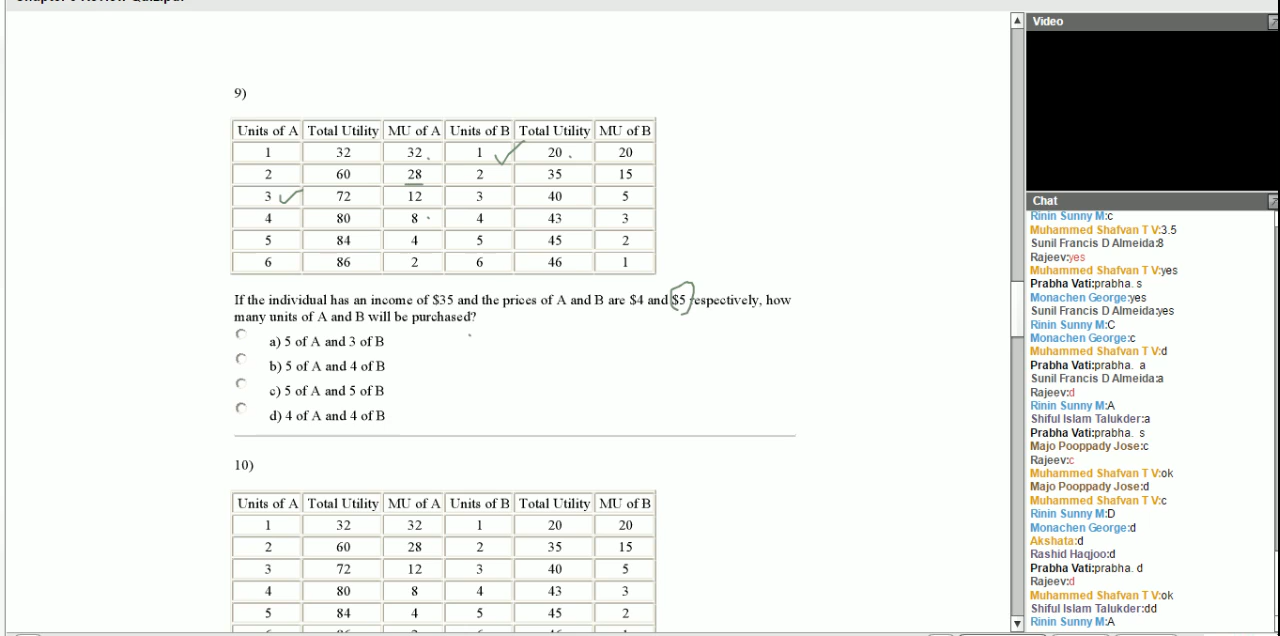 9)
Units of A Total Utility MU of A Units of B Total Utility MU of B
1 32 32 1 20 20
2 60 28 2 35 15
3 72 12 3 40 5
4 80 8 4 43 3
5 84 4 5 45 2
6 86 2 6 46 1
If the individual has an income of $35 and the prices of A and B are $4 and $5 respectively, how
many units of A and B will be purchased?
a) 5 of A and 3 of B
b) 5 of A and 4 of B
c) 5 of A and 5 of B
d) 4 of A and 4 of B
10)
Units of A Total Utility MU of A Units of B Total Utility MU of B
1 32 32 1 20 20
2 60 28 2 35 15
3 72 12 3 40 5
4 80 8 4 43 3
5 84 4 5 45 2
Video
Chat
Rinin Sunny M:c
Muhammed Shafvan T V:3.5
Sunil Francis D Almeida:8
Rajeev:yes
Muhammed Shafvan T V:yes
Prabha Vati:prabha. s
Monachen George:yes
Sunil Francis D Almeida:yes
Rinin Sunny M:C
Monachen George:c
Muhammed Shafvan T V:d
Prabha Vati:prabha. a
Sunil Francis D Almeida:a
Rajeev:d
Rinin Sunny M:A
Shiful Islam Talukder:a
Prabha Vati:prabha. s
Majo Pooppady Jose:c
Rajeev:c
Muhammed Shafvan T V:ok
Majo Pooppady Jose:d
Muhammed Shafvan T V:c
Rinin Sunny M:D
Monachen George:d
Akshata:d
Rashid Haqjoo:d
Prabha Vati:prabha. d
Rajeev:d
Muhammed Shafvan T V:ok
Shiful Islam Talukder:dd
Rinin Sunny M:A